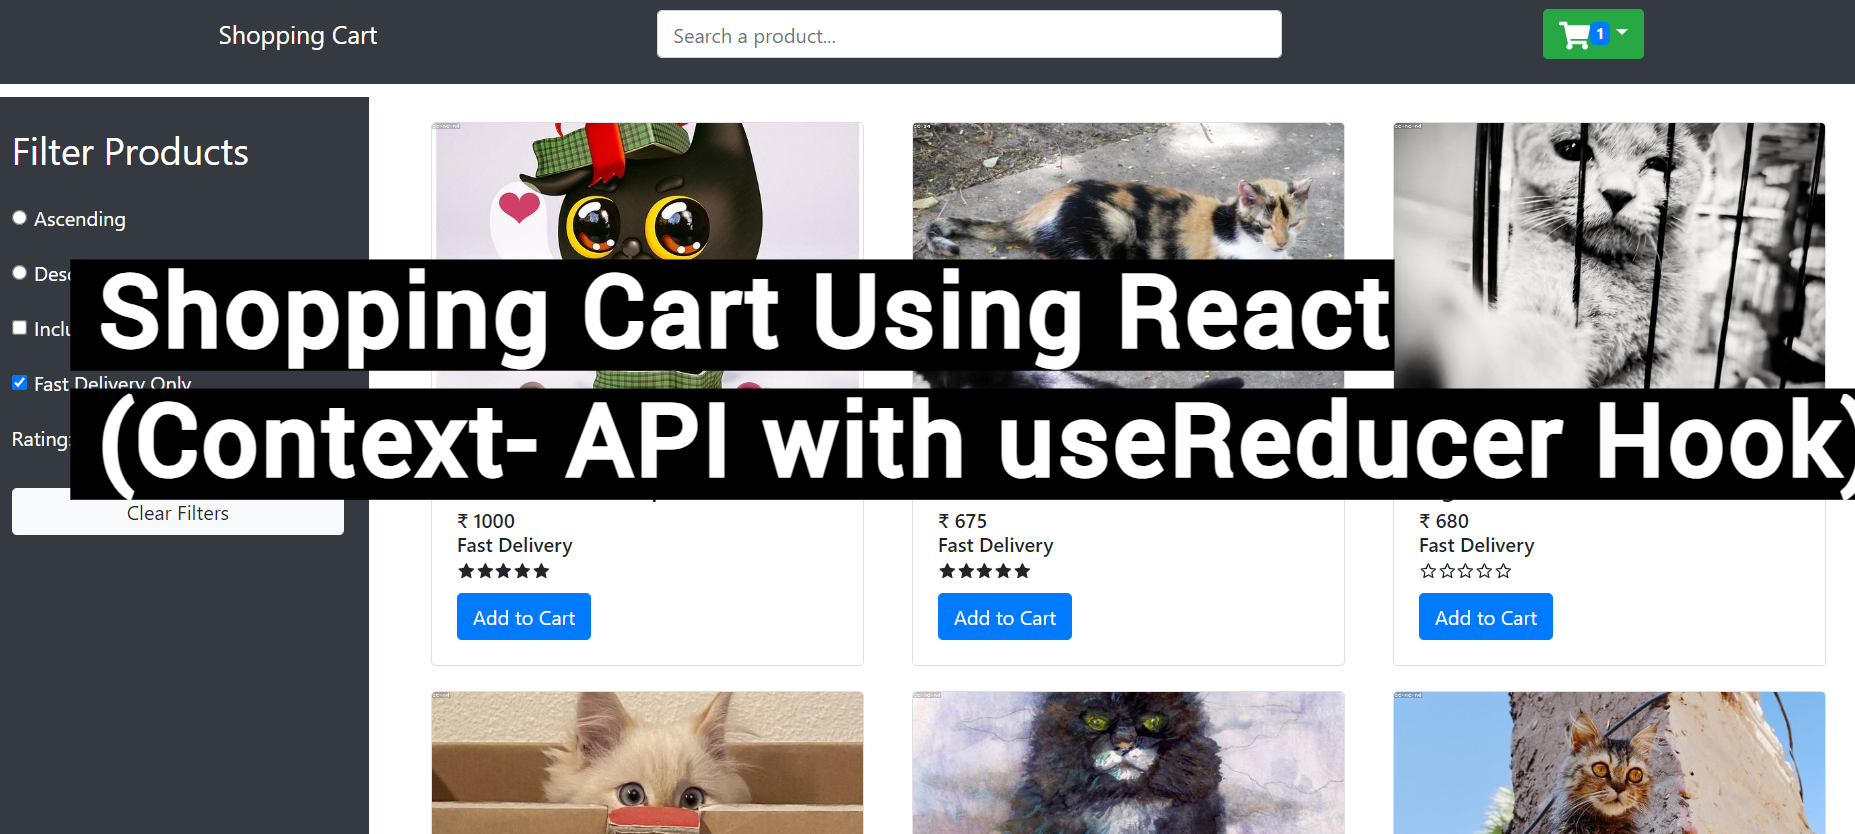 Shopping Cart
Search a product...
1
Filter Products
Ascending
Shopping Cart Using React
Fast Delivery Only
(Context- API with useReducer Hook)
Rating:
Clear Filters
₹ 1000
Fast Delivery
Add to Cart
₹ 675
Fast Delivery
Add to Cart
₹ 680
Fast Delivery
Add to Cart